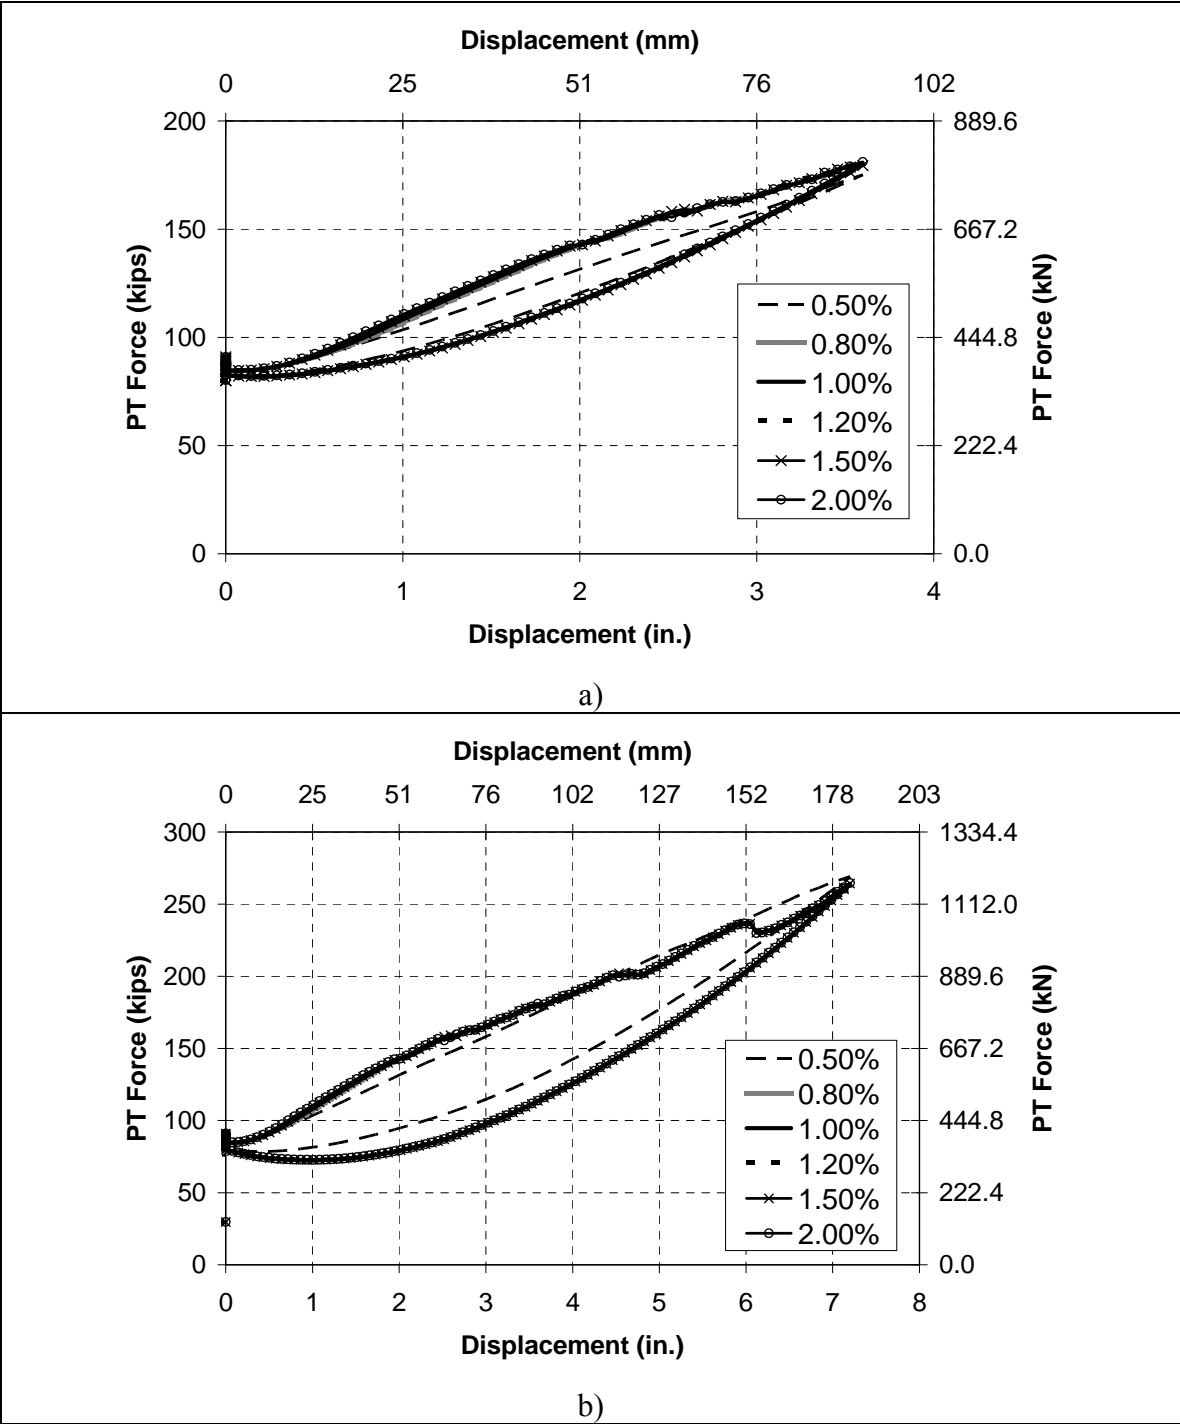 Displacement (mm)
0 25 51 76 102
200 889.6
150 667.2
100 444.8
50 222.4
0 0.0
PT Force (kips)
PT Force (kN)
0.50%
0.80%
1.00%
1.20%
1.50%
2.00%
0 1 2 3 4
Displacement (in.)
a)
Displacement (mm)
0 25 51 76 102 127 152 178 203
300 1334.4
250 1112.0
200 889.6
150 667.2
100 444.8
50 222.4
0 0.0
PT Force (kips)
PT Force (kN)
0.50%
0.80%
1.00%
1.20%
1.50%
2.00%
0 1 2 3 4 5 6 7 8
Displacement (in.)
b)